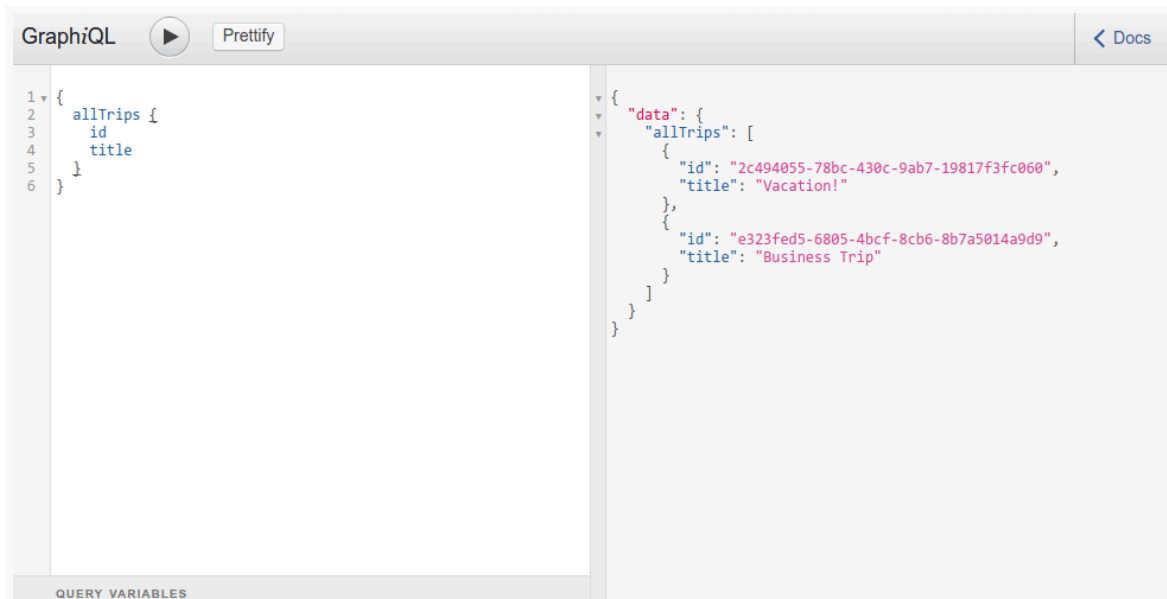 GraphiQL
Prettify
Docs
1 {
2   allTrips {
3     id
4     title
5   }
6 }
{
  "data": {
    "allTrips": [
      {
        "id": "2c494055-78bc-430c-9ab7-19817f3fc060",
        "title": "Vacation!"
      },
      {
        "id": "e323fed5-6805-4bcf-8cb6-8b7a5014a9d9",
        "title": "Business Trip"
      }
    ]
  }
}
QUERY VARIABLES